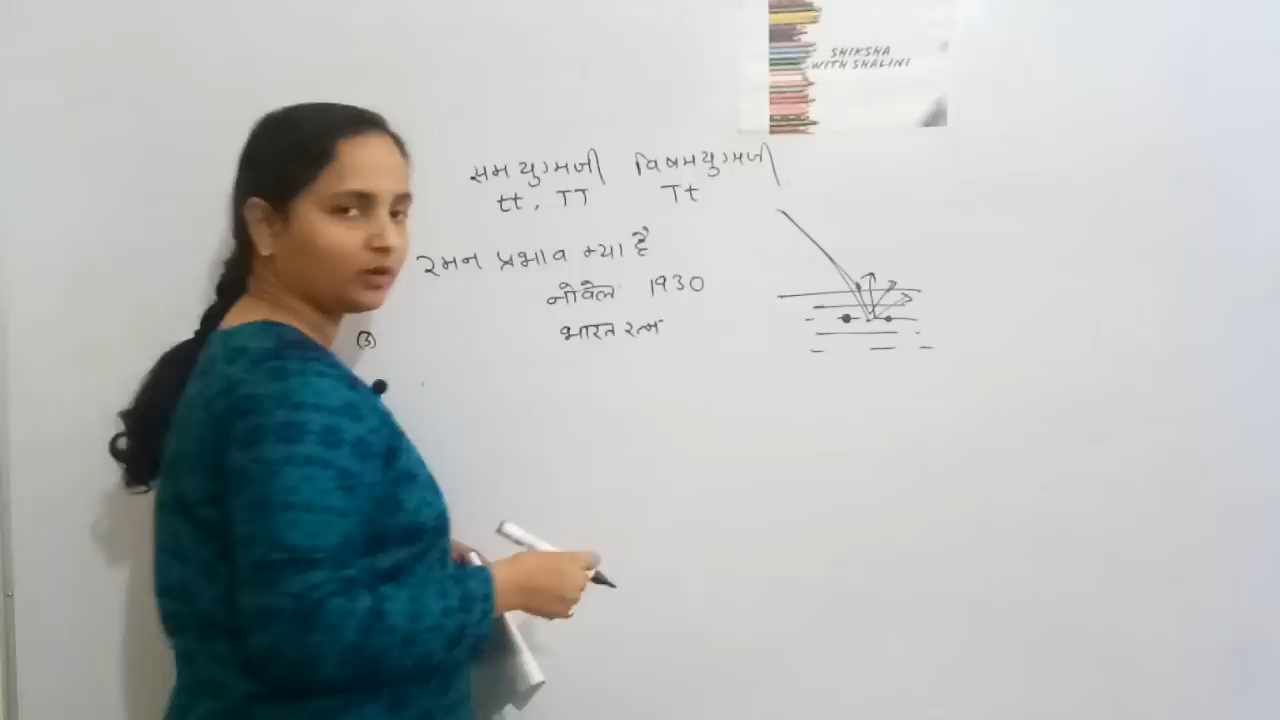 SHIKSHA
WITH SHALINI
समयुग्मजी विषमयुग्मजी
tt, TT Tt
रमन प्रभाव क्या है
नोवेल 1930
भारत रत्न
(3)